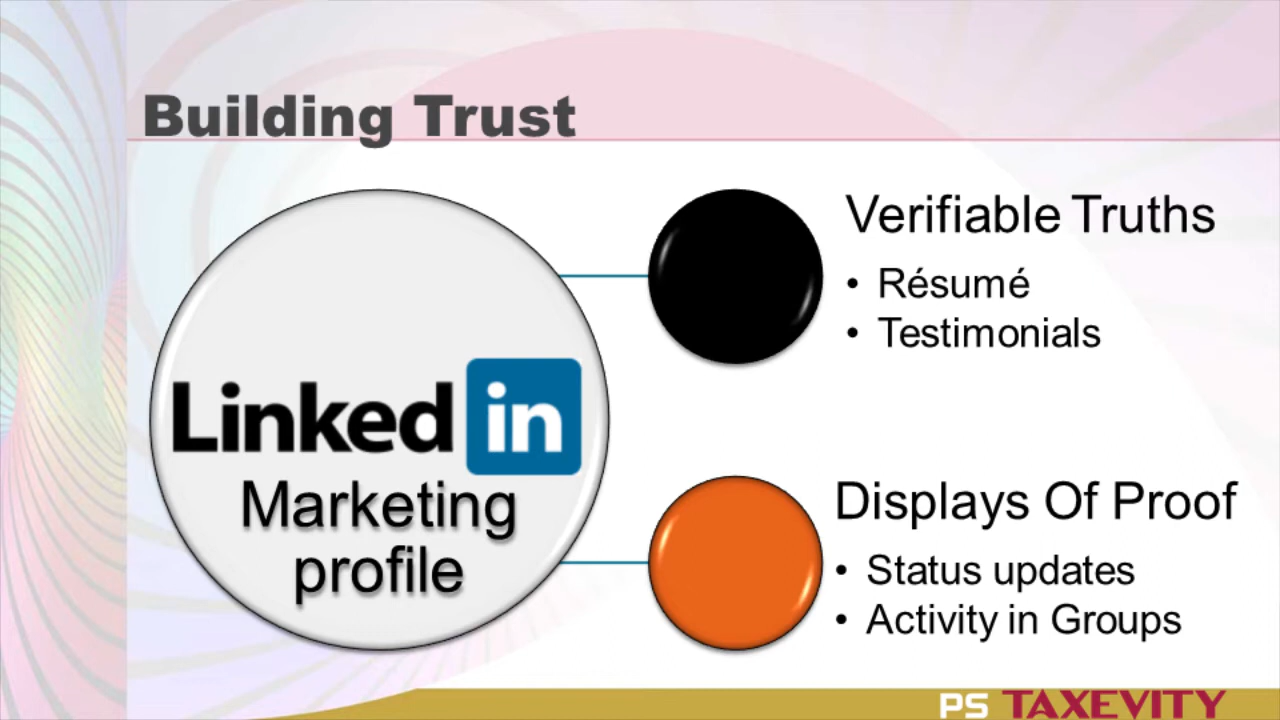 Building Trust
Linked in
Marketing
profile
Verifiable Truths
• Résumé
• Testimonials
Displays Of Proof
• Status updates
• Activity in Groups
PS TAXEVITY